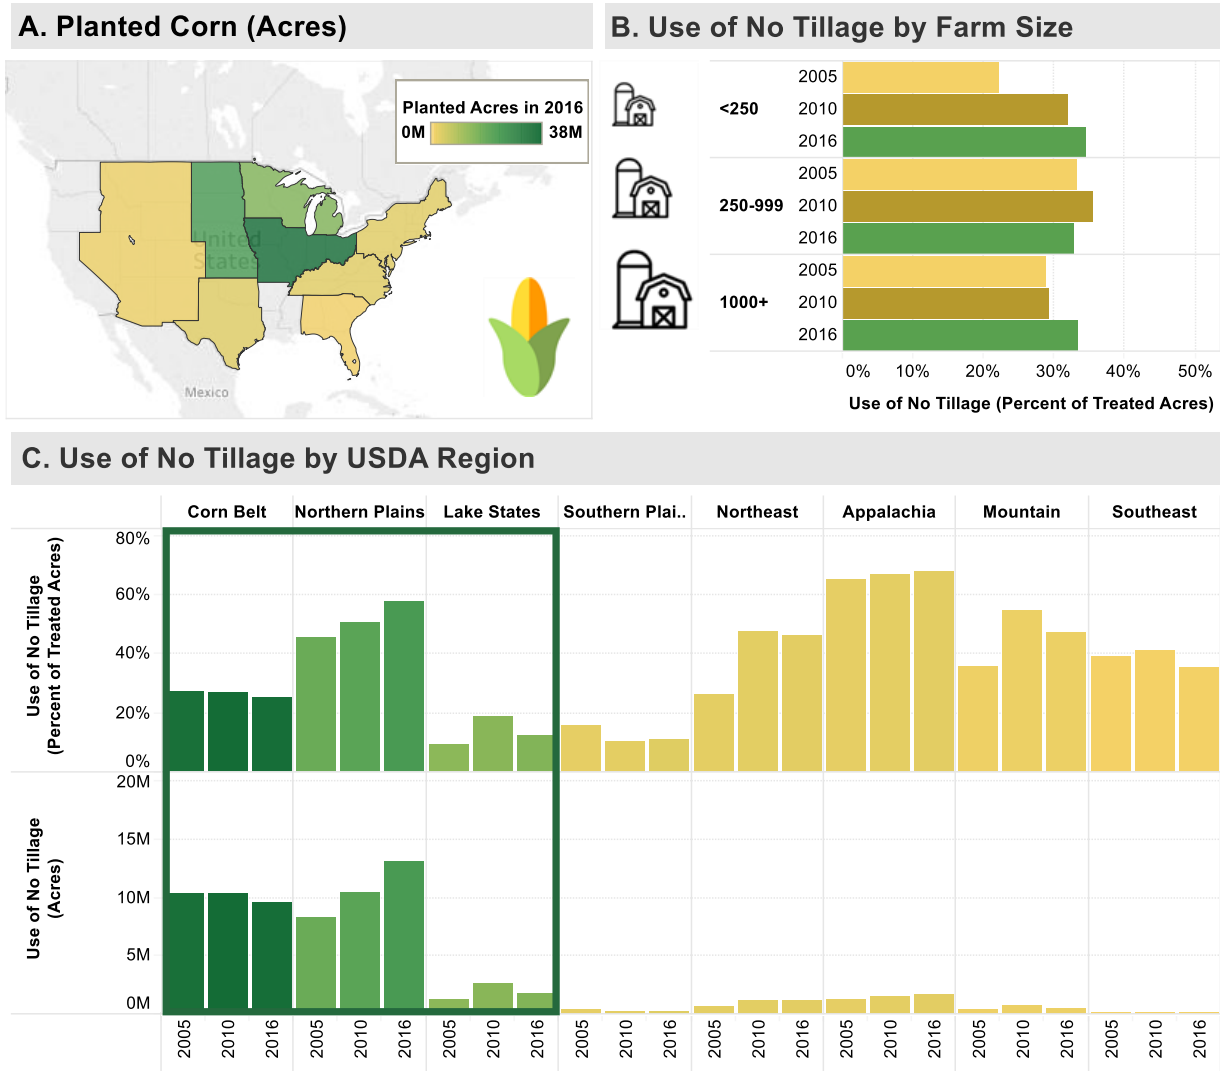 A. Planted Corn (Acres)
Planted Acres in 2016
0M 38M
United
States
Mexico
B. Use of No Tillage by Farm Size
<250
2005
2010
2016
250-999
2005
2010
2016
1000+
2005
2010
2016
0% 10% 20% 30% 40% 50%
Use of No Tillage (Percent of Treated Acres)
C. Use of No Tillage by USDA Region
Corn Belt Northern Plains Lake States Southern Plai.. Northeast Appalachia Mountain Southeast
Use of No Tillage
(Percent of Treated Acres)
80%
60%
40%
20%
0%
Use of No Tillage
(Acres)
20M
15M
10M
5M
0M
2005 2010 2016 2005 2010 2016 2005 2010 2016 2005 2010 2016 2005 2010 2016 2005 2010 2016 2005 2010 2016 2005 2010 2016